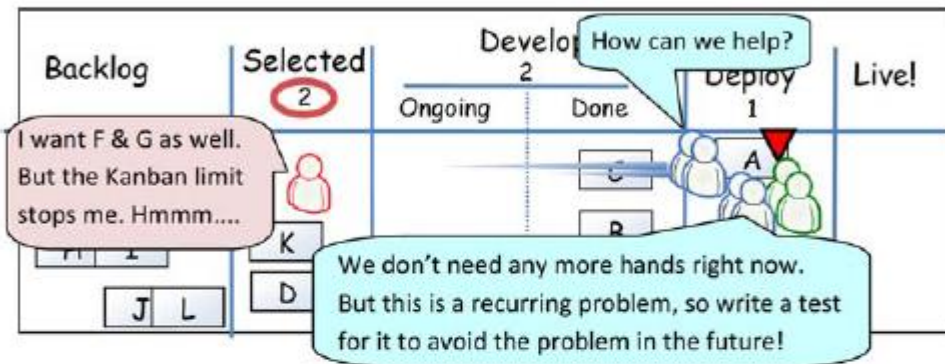 Backlog
Selected
2
Develop
2
Ongoing
Done
How can we help?
Deploy
1
Live!
I want F & G as well.
But the Kanban limit
stops me. Hmmm....
A
K
D
J L
We don't need any more hands right now.
But this is a recurring problem, so write a test
for it to avoid the problem in the future!